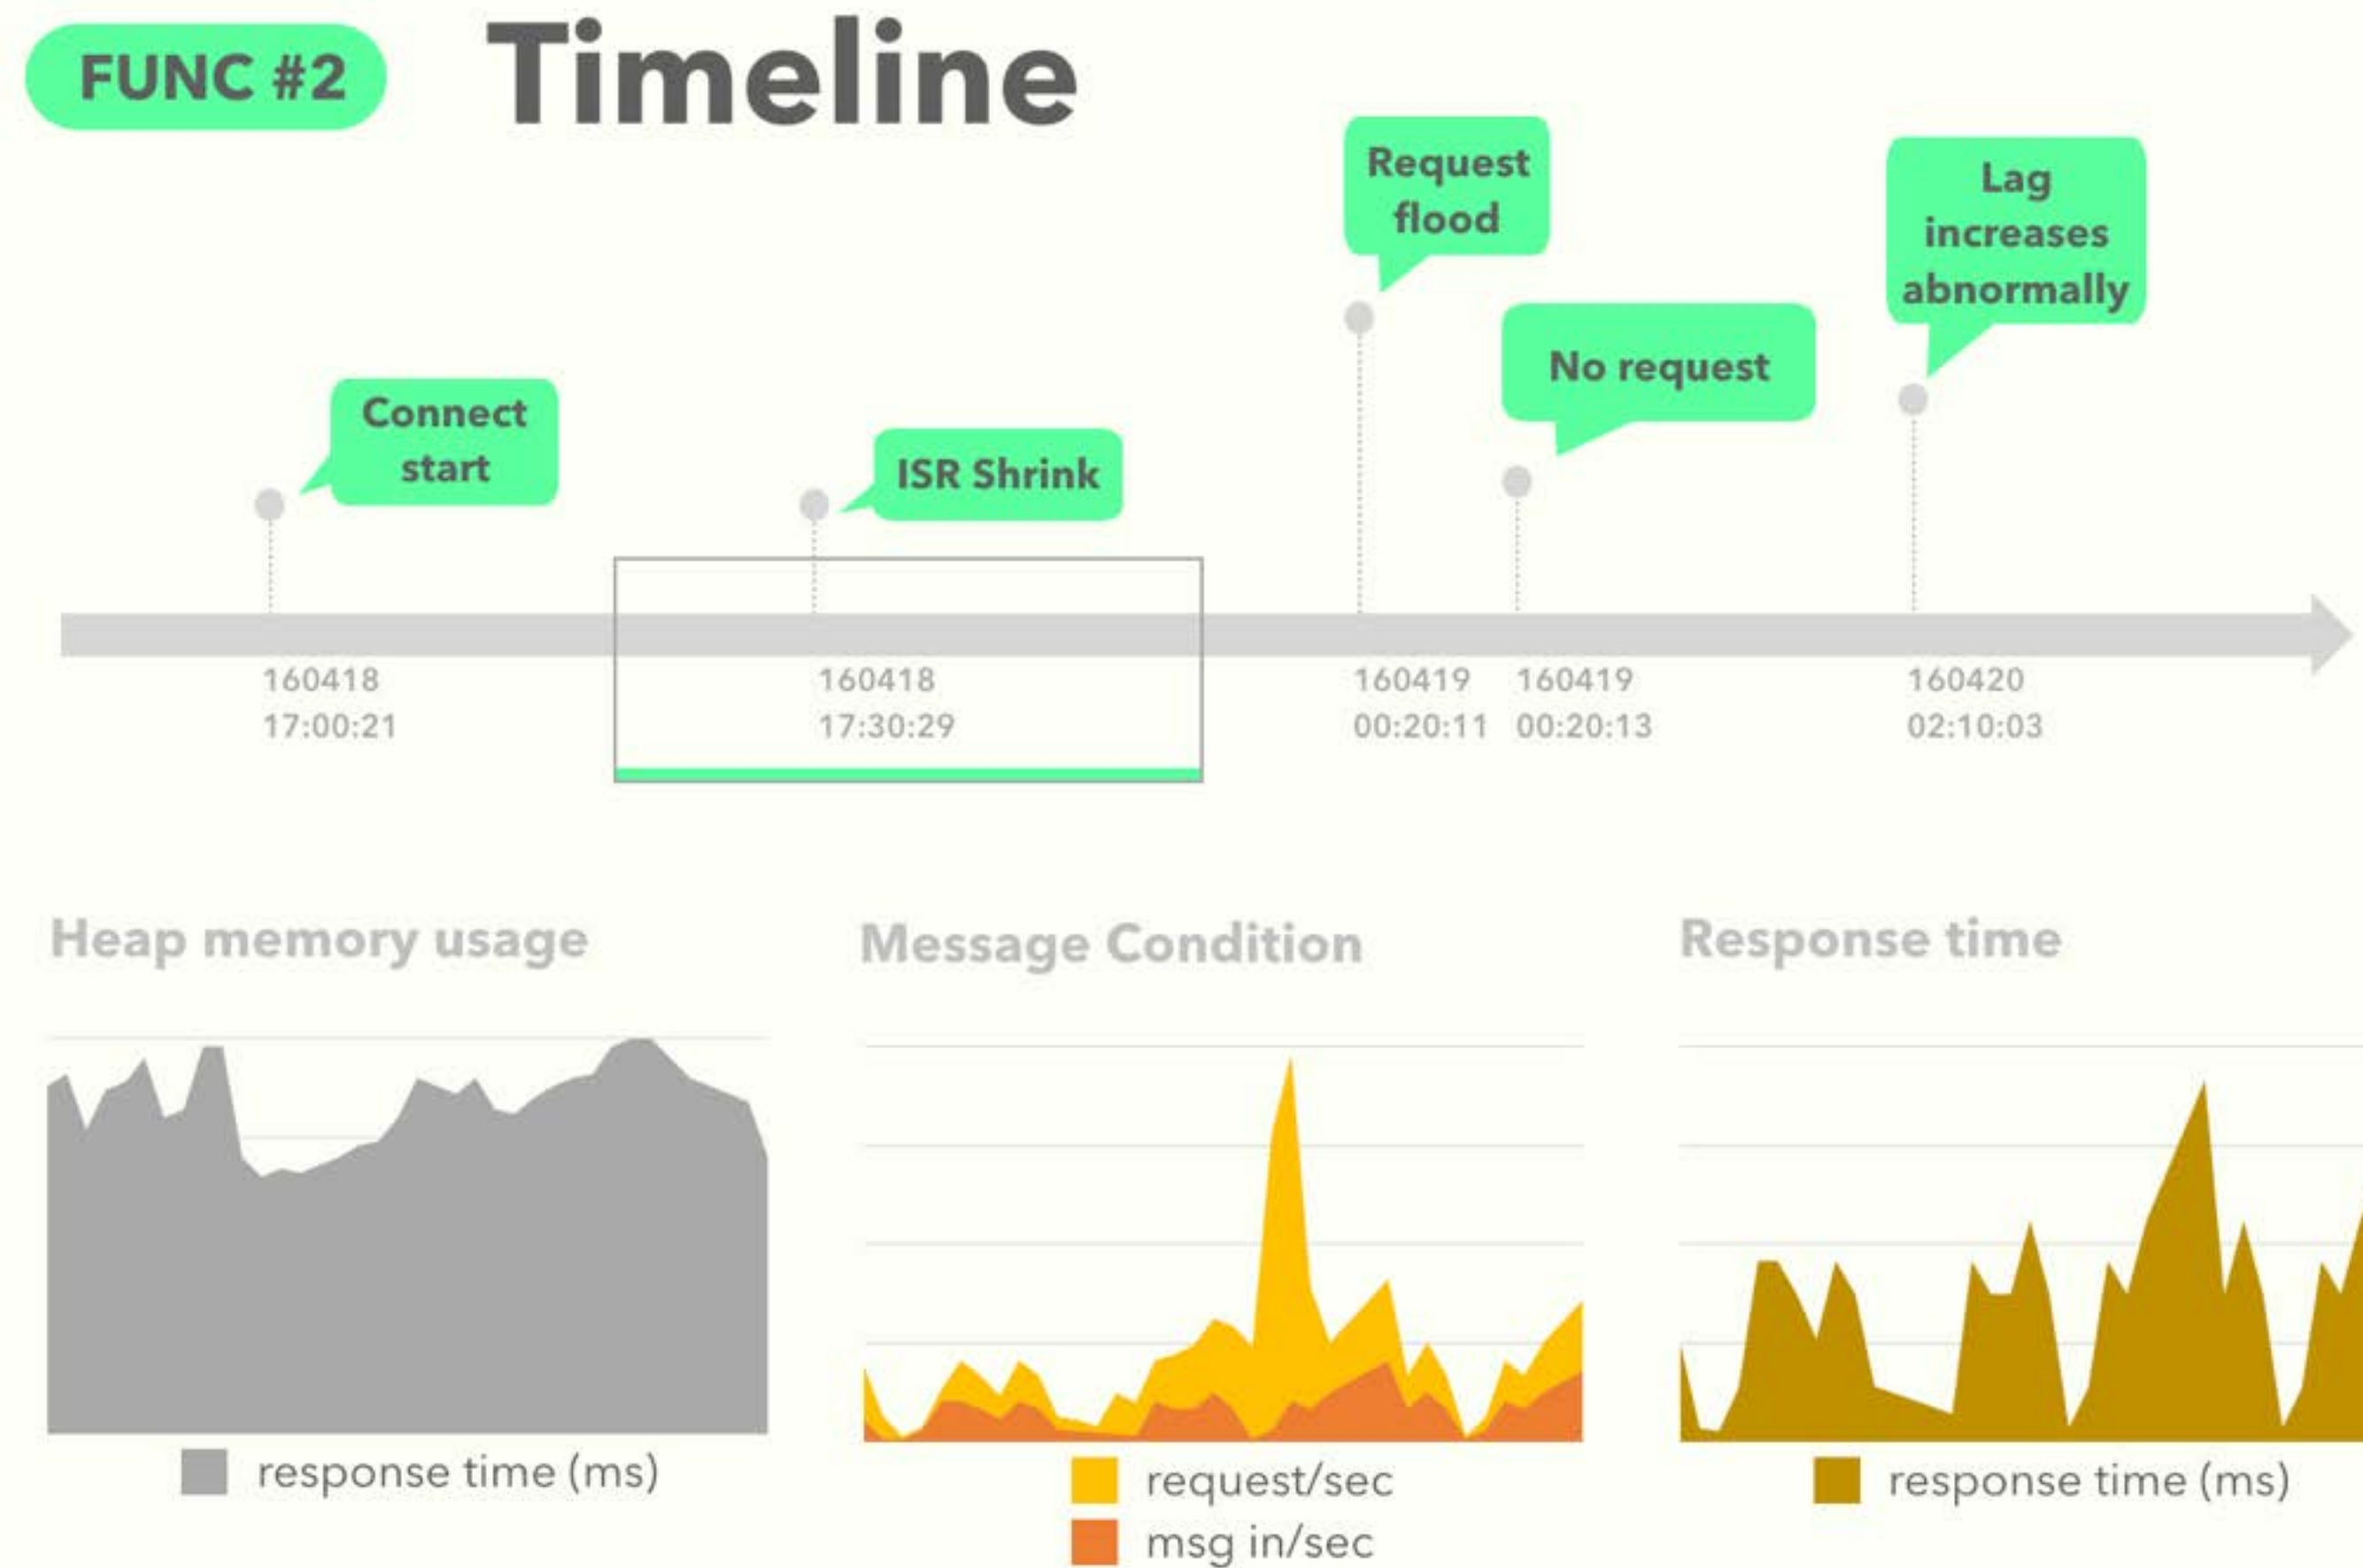 FUNC #2
Timeline
Request
flood
Lag
increases
abnormally
No request
Connect
start
ISR Shrink
160418
17:00:21
160418
17:30:29
160419
00:20:11
160419
00:20:13
160420
02:10:03
Heap memory usage
Message Condition
Response time
response time (ms)
request/sec
msg in/sec
response time (ms)